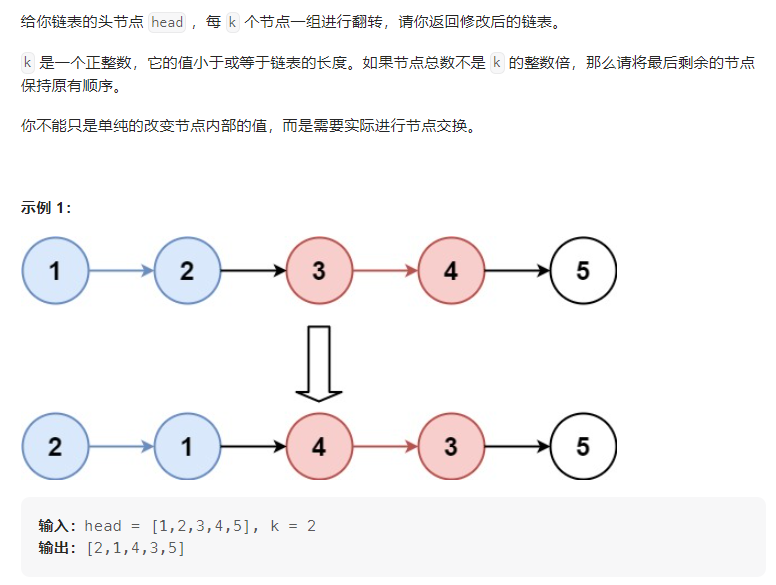 给你链表的头节点 head ，每 k 个节点一组进行翻转，请你返回修改后的链表。
k 是一个正整数，它的值小于或等于链表的长度。如果节点总数不是 k 的整数倍，那么请将最后剩余的节点
保持原有顺序。
你不能只是单纯的改变节点内部的值，而是需要实际进行节点交换。
示例 1：
1 2 3 4 5
2 1 4 3 5
输入：head = [1,2,3,4,5], k = 2
输出：[2,1,4,3,5]